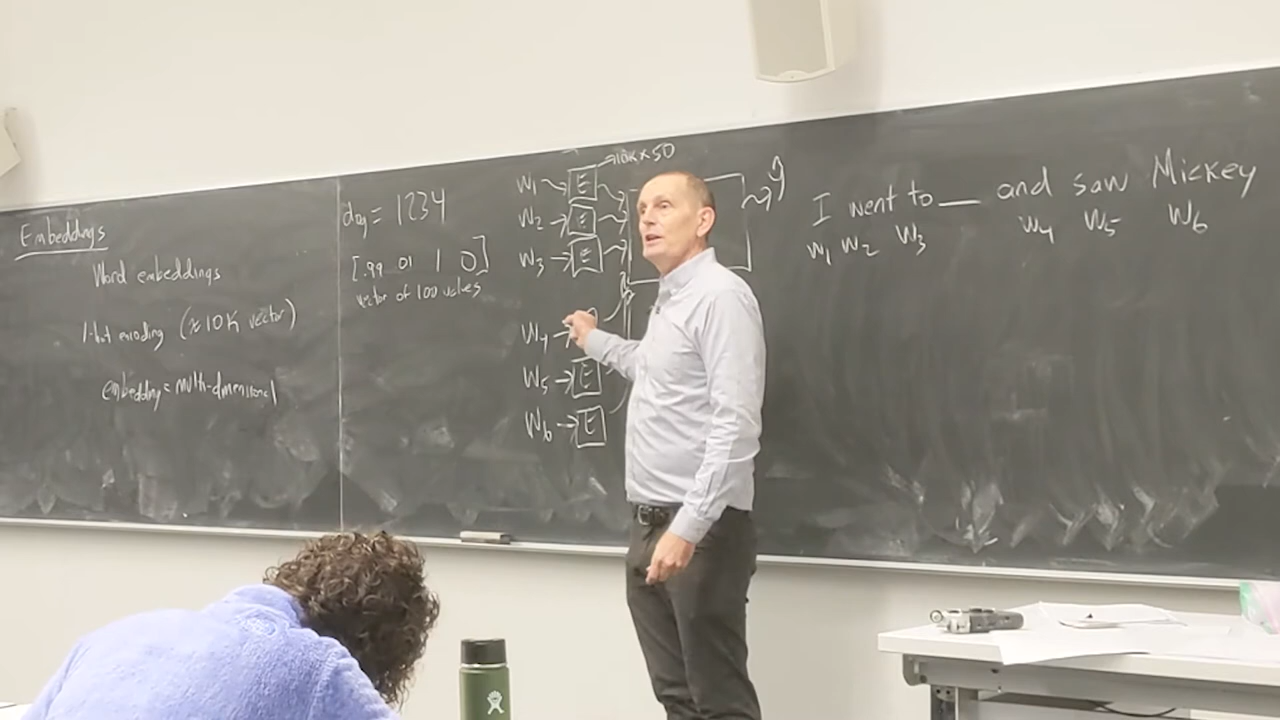 Embeddings
Word embeddings
1-hot encoding (≈10K vector)
embedding = multi-dimensional
dog = 1234
[.99 .01 1 0]
vector of 100 values
10K x 50
W1 → E
W2 → E
W3 → E
W4 →
W5 → E
W6 → E
ŷ
I went to ___ and saw Mickey
W1 W2 W3 W4 W5 W6